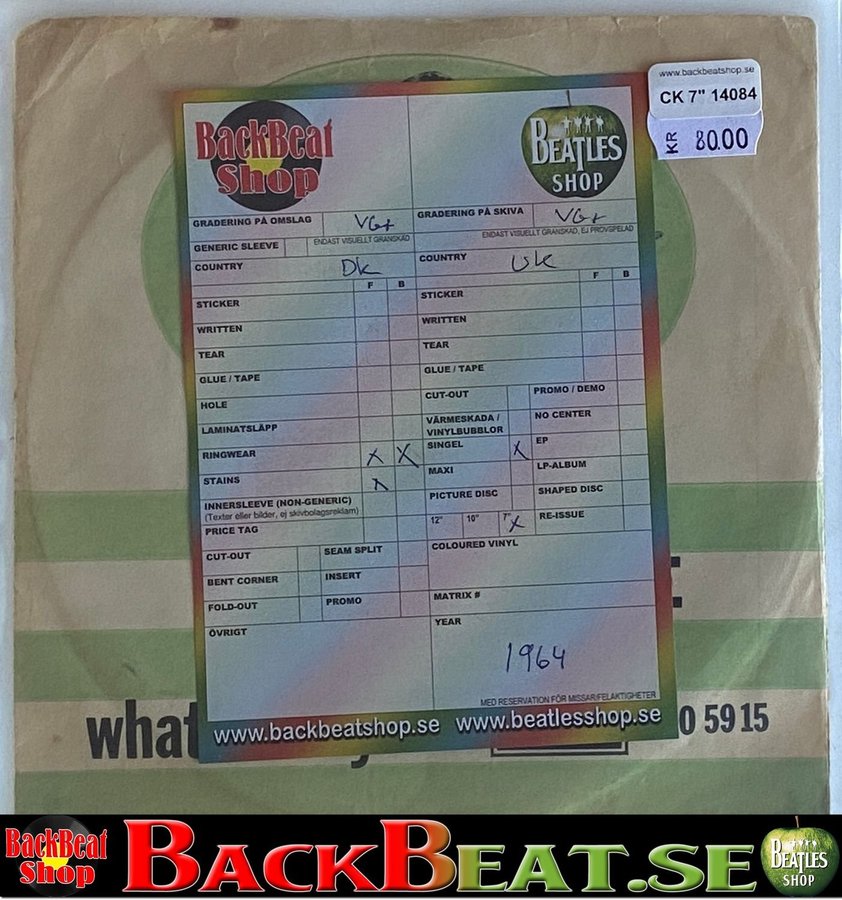 www.backbeatshop.se
CK 7" 14084
KR 80.00
BackBeat
Shop
BEATLES
SHOP
GRADERING PÅ OMSLAG VG+
GRADERING PÅ SKIVA VG+
GENERIC SLEEVE ENDAST VISUELLT GRANSKAD
ENDAST VISUELLT GRANSKAD, EJ PROVSPELAD
COUNTRY DK
COUNTRY UK
F B
F B
STICKER
STICKER
WRITTEN
WRITTEN
TEAR
TEAR
GLUE / TAPE
GLUE / TAPE
HOLE
CUT-OUT PROMO / DEMO
LAMINATSLÄPP
VÄRMESKADA /
VINYLBUBBLOR NO CENTER
RINGWEAR X X
SINGEL X EP
STAINS X
MAXI LP-ALBUM
INNERSLEEVE (NON-GENERIC)
(Texter eller bilder, ej skivbolagsreklam)
PICTURE DISC SHAPED DISC
PRICE TAG
12" 10" 7" X RE-ISSUE
CUT-OUT SEAM SPLIT
COLOURED VINYL
BENT CORNER INSERT
FOLD-OUT PROMO
MATRIX #
ÖVRIGT
YEAR
1964
MED RESERVATION FÖR MISSAR/FELAKTIGHETER
www.backbeatshop.se www.beatlesshop.se
what
0 59 15
BackBeat
Shop
BACKBEAT.SE
BEATLES
SHOP